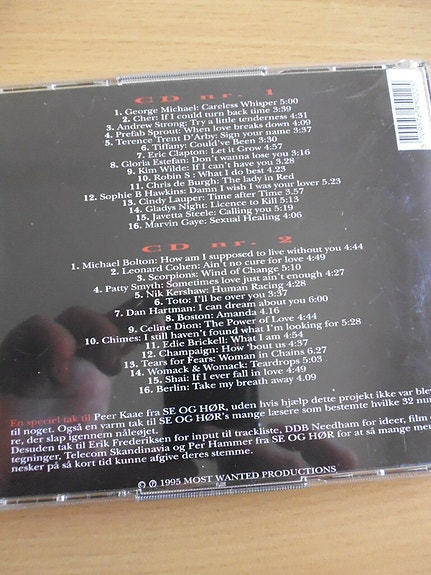 CD nr. 1
1. George Michael: Careless Whisper 5:00
2. Cher: If I could turn back time 3:39
3. Andrew Strong: Try a little tenderness 4:31
4. Prefab Sprout: When love breaks down 4:09
5. Terence Trent D'Arby: Sign your name 3:37
6. Tiffany: Could've Been 3:30
7. Eric Clapton: Let it Grow 4:57
8. Gloria Estefan: Don't wanna lose you 3:16
9. Kim Wilde: If I can't have you 3.28
10. Robin S : What I do best 4.23
11. Chris de Burgh: The lady in Red
12. Sophie B Hawkins: Damn I wish I was your lover 5.23
13. Cindy Lauper: Time after Time 3.57
14. Gladys Night: Licence to Kill 5:13
15. Javetta Steele: Calling you 5:19
16. Marvin Gaye: Sexual Healing 4:06
CD nr. 2
1. Michael Bolton: How am I supposed to live without you 4:44
2. Leonard Cohen: Ain't no cure for love 4:49
3. Scorpions: Wind of Change 5:10
4. Patty Smyth: Sometimes love just ain't enough 4:27
5. Nik Kershaw: Human Racing 4:28
6. Toto: I'll be over you 3:37
7. Dan Hartman: I can dream about you 6:00
8. Boston: Amanda 4.16
9. Celine Dion: The Power of Love 4:44
10. Chimes: I still haven't found what I'm looking for 5:28
11. Edie Brickell: What I am 4:54
12. Champaign: How 'bout us 4:37
13. Tears for Fears: Woman in Chains 6.27
14. Womack & Womack: Teardrops 5:03
15. Shai: If I ever fall in love 4:49
16. Berlin: Take my breath away 4.09
En speciel tak til Peer Kaae fra SE OG HØR, uden hvis hjælp dette projekt ikke var blev
til noget. Også en varm tak til SE OG HØR's mange læsere som bestemte hvilke 32 num
re, der slap igennem nåleøjet.
Desuden tak til Erik Frederiksen for input til trackliste, DDB Needham for ideer, film o
tegninger, Telecom Skandinavia og Per Hammer fra SE OG HØR for at så mange men
nesker på så kort tid kunne afgive deres stemme.
© ℗ 1995 MOST WANTED PRODUCTIONS